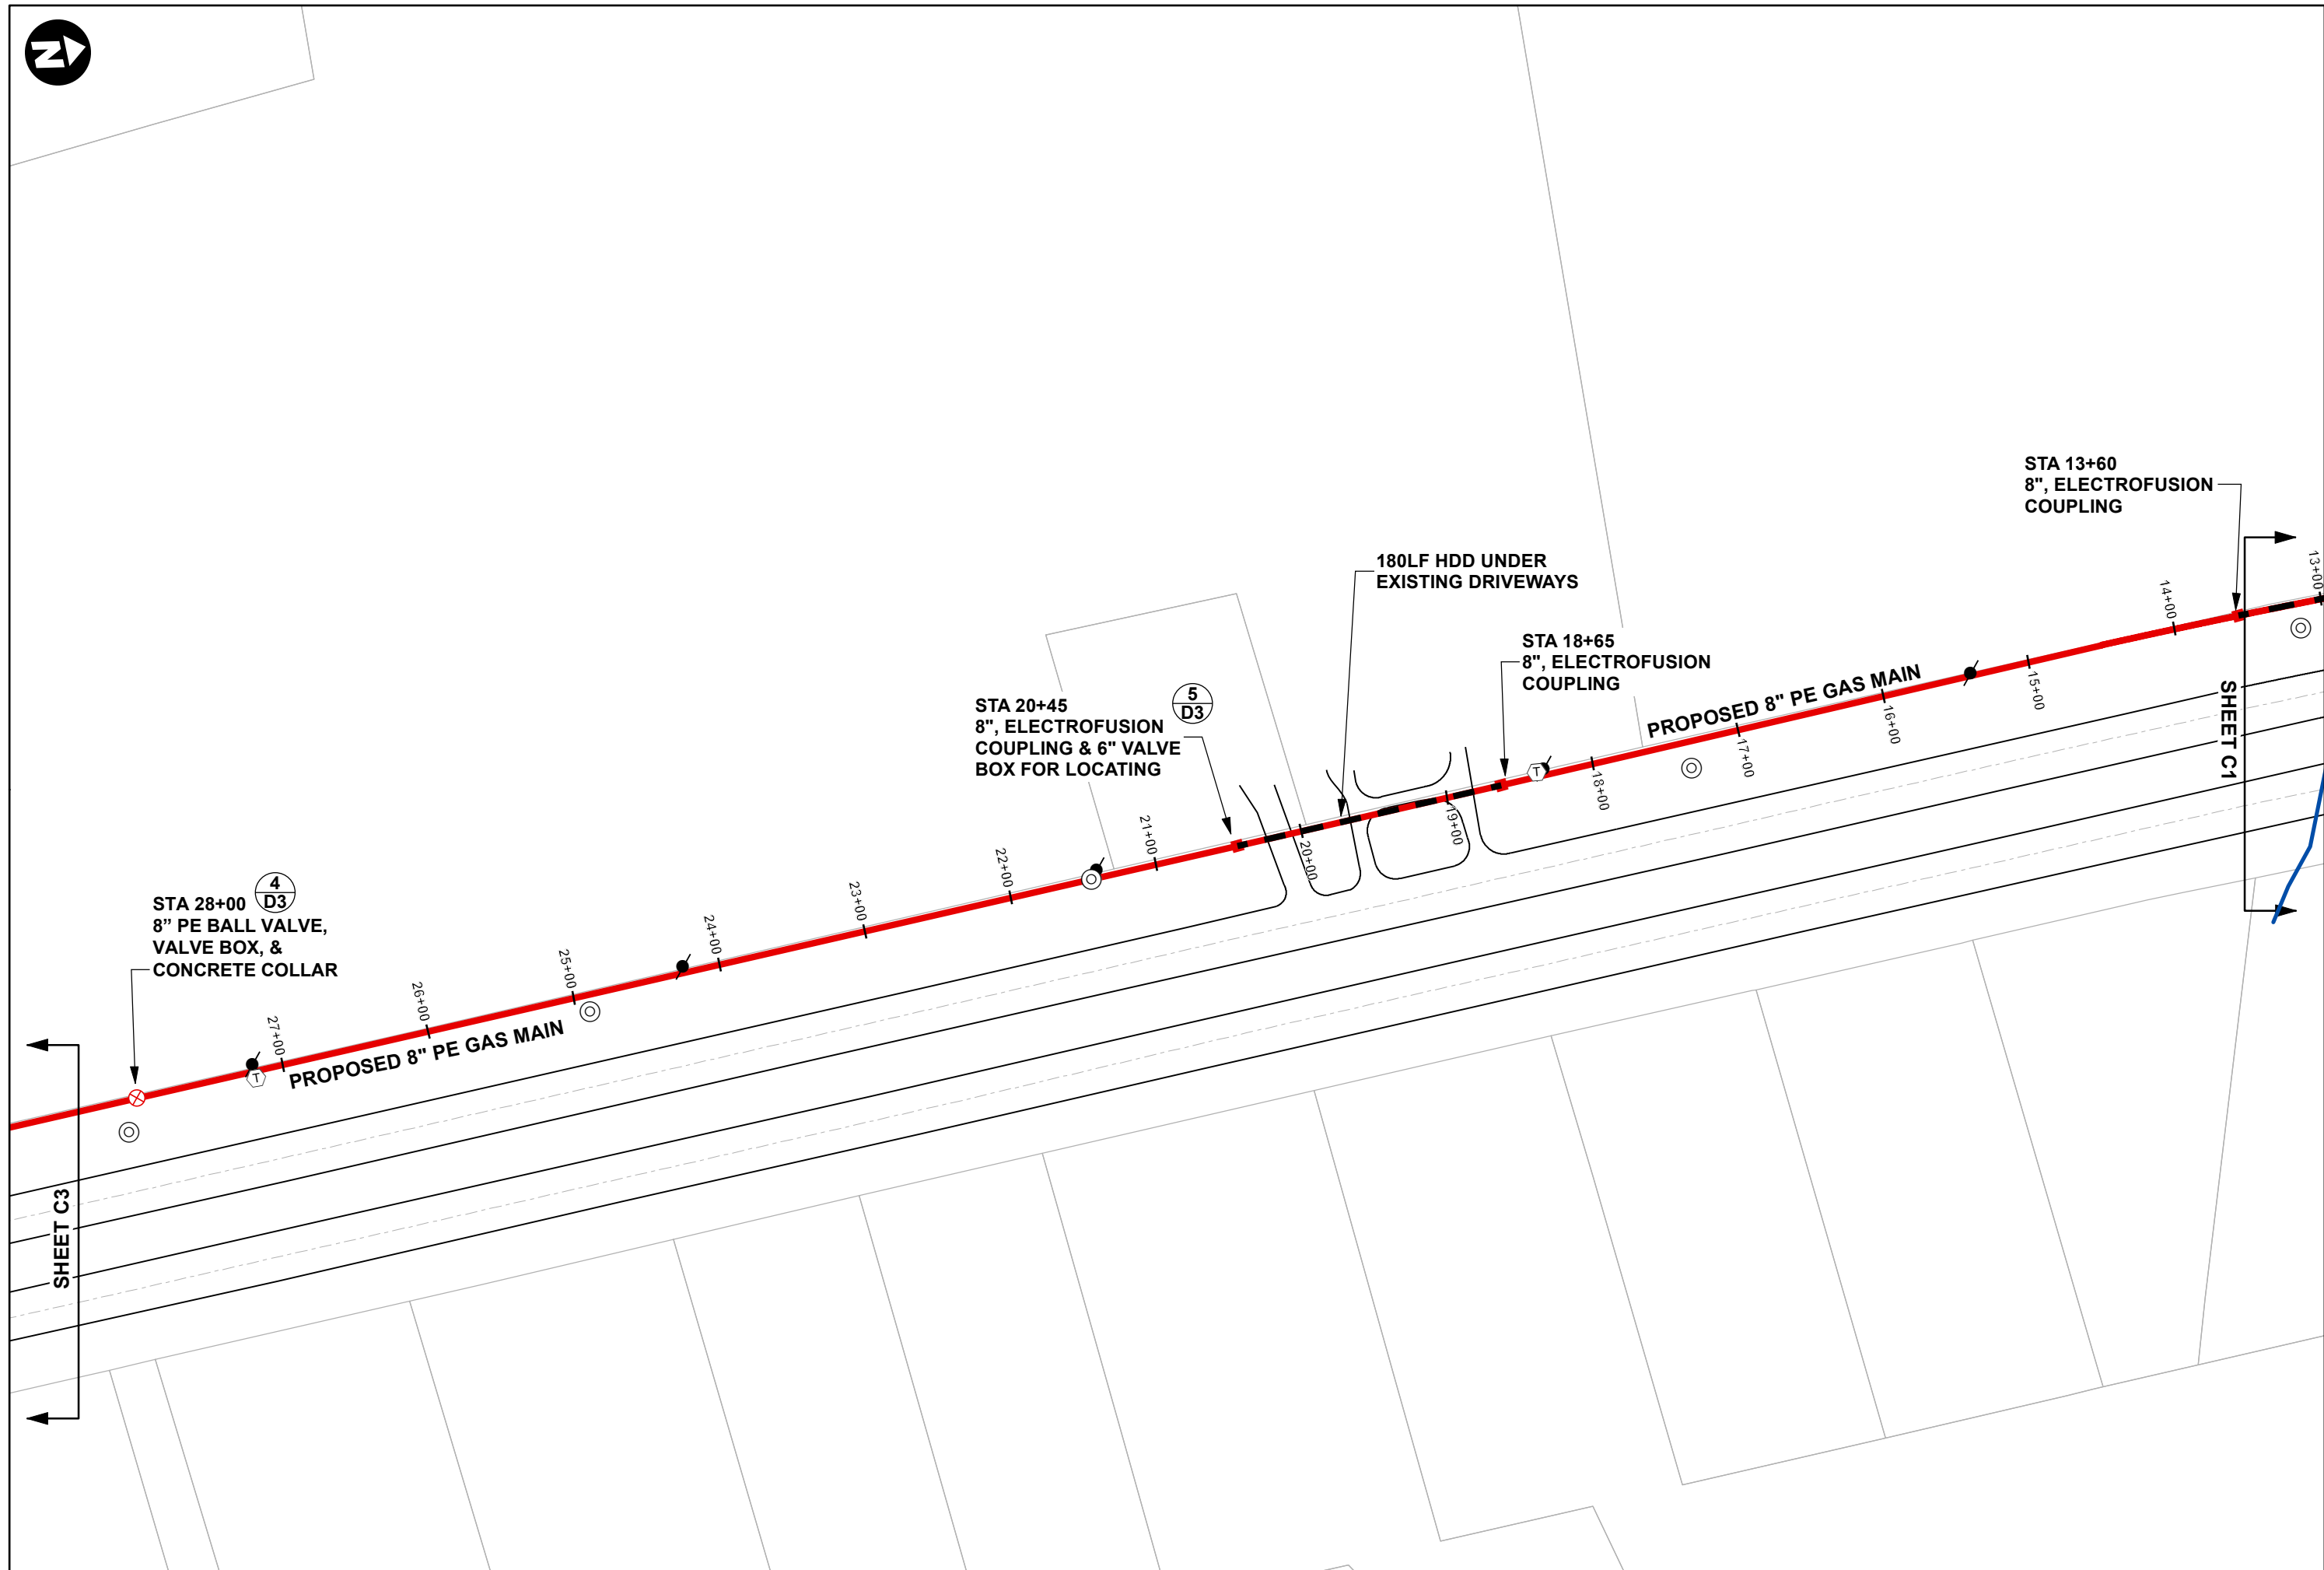 N
STA 13+60
8", ELECTROFUSION
COUPLING
180LF HDD UNDER
EXISTING DRIVEWAYS
13+00
14+00
STA 18+65
8", ELECTROFUSION
COUPLING
PROPOSED 8" PE GAS MAIN
15+00
16+00
17+00
18+00
SHEET C1
T
STA 20+45
8", ELECTROFUSION
COUPLING & 6" VALVE
BOX FOR LOCATING
5
D3
19+00
20+00
21+00
22+00
23+00
24+00
25+00
26+00
27+00
STA 28+00
8” PE BALL VALVE,
VALVE BOX, &
CONCRETE COLLAR
4
D3
T
PROPOSED 8" PE GAS MAIN
SHEET C3